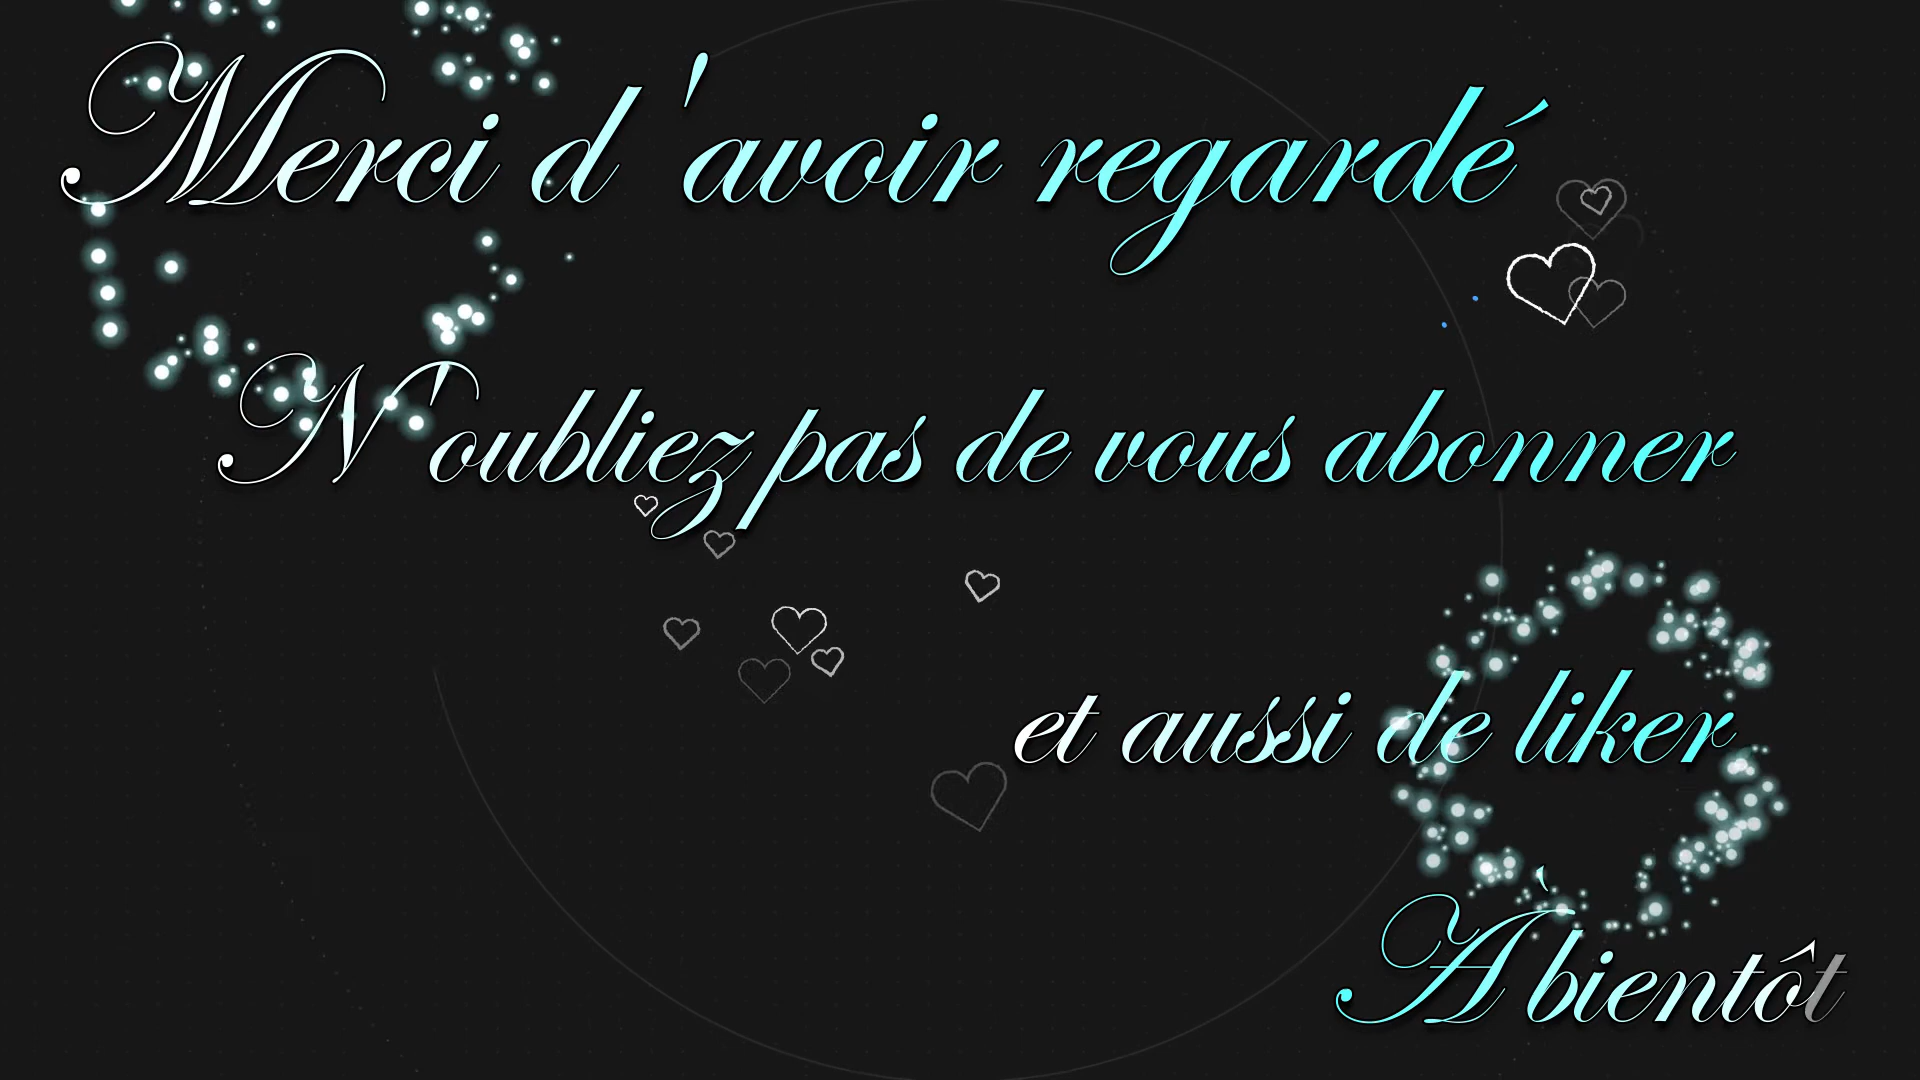 Merci d'avoir regardé
N'oubliez pas de vous abonner
et aussi de liker
À bientôt